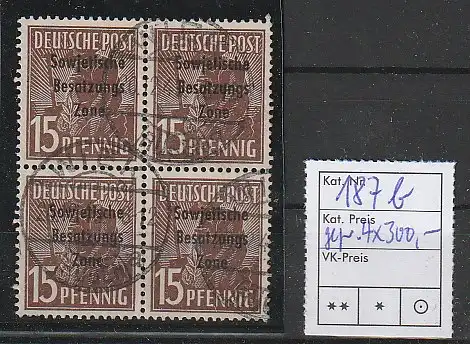 DEUTSCHE POST DEUTSCHE POST
Sowjetische Sowjetische
Besatzungs Besatzungs
Zone Zone
15 PFENNIG 15 PFENNIG
DEUTSCHE POST DEUTSCHE POST
Sowjetische Sowjetische
Besatzungs Besatzungs
Zone Zone
15 PFENNIG 15 PFENNIG
Kat. Nr. 187 b
Kat. Preis
gepr. 4x300,-
VK-Preis
** * ⊙